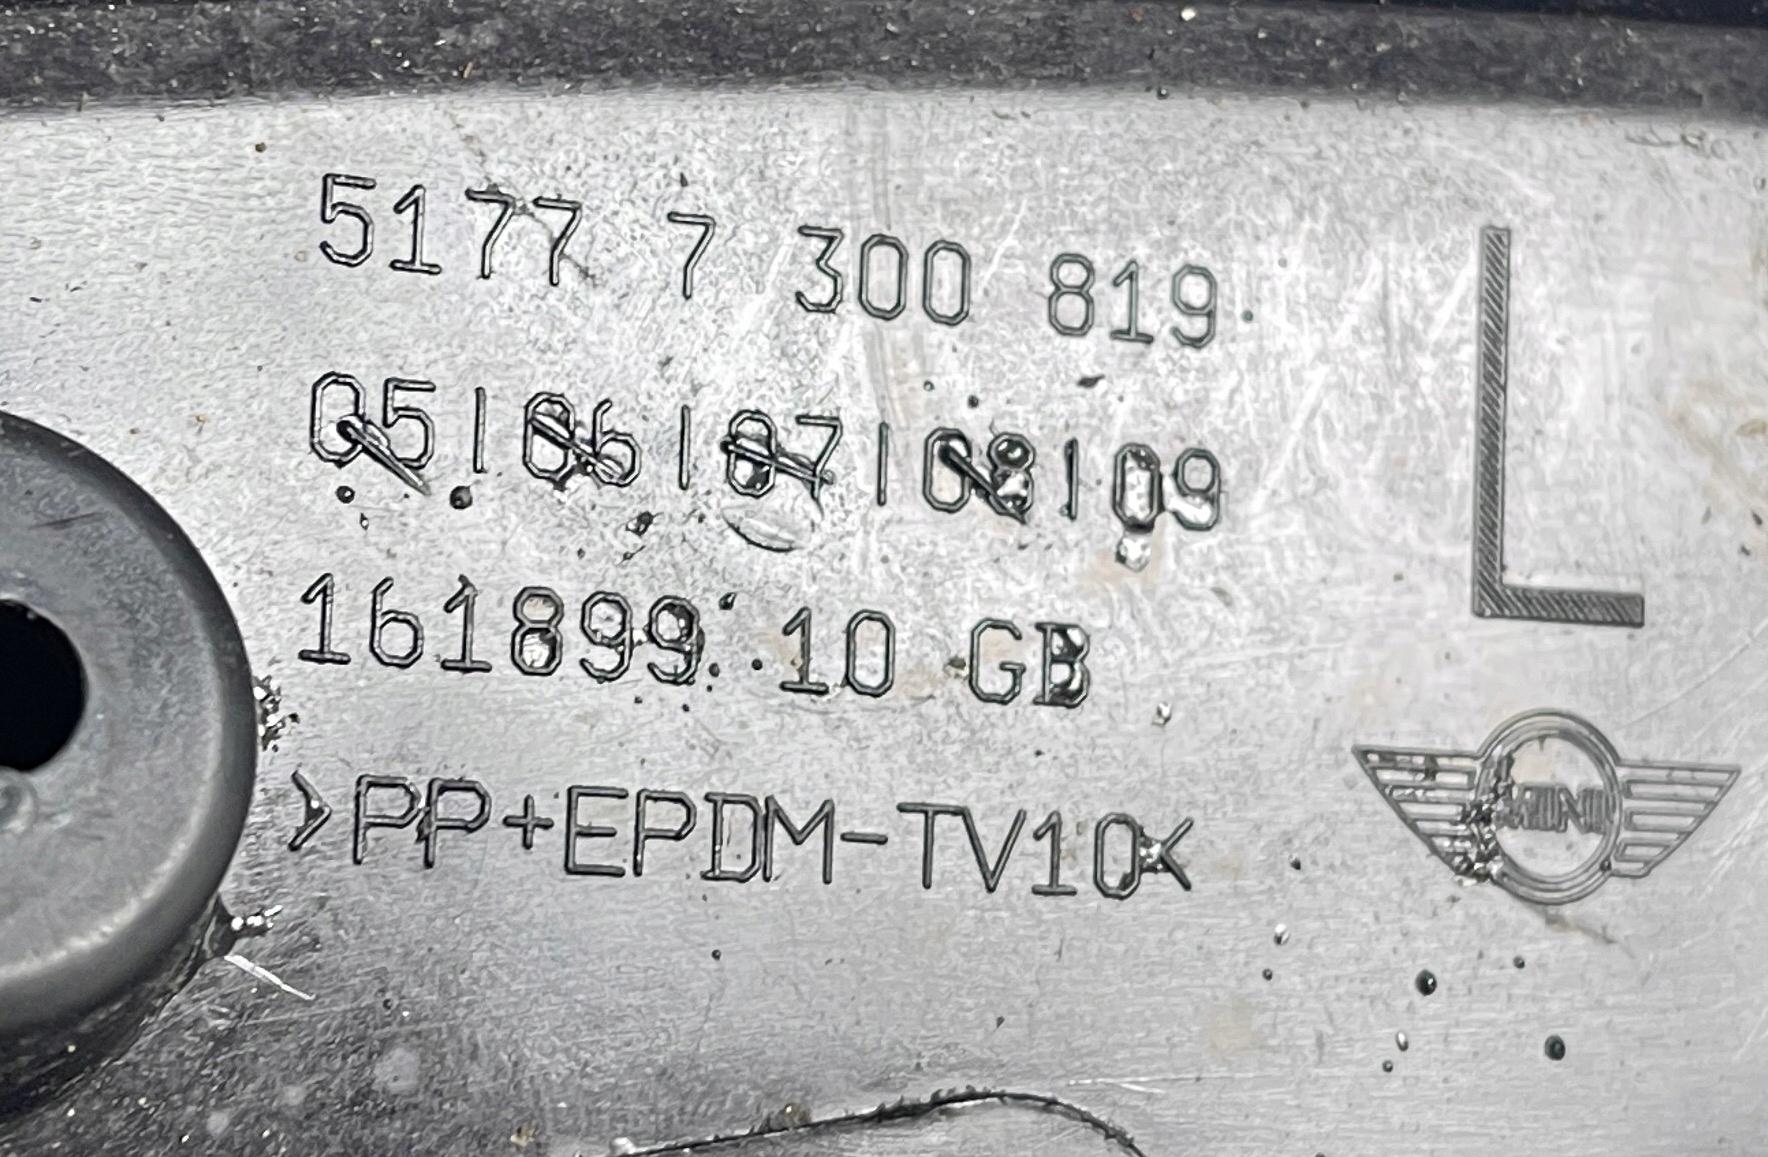 5177 7 300 819
05|06|07|08|09
161899 10 GB
>PP+EPDM-TV10<
L
MINI